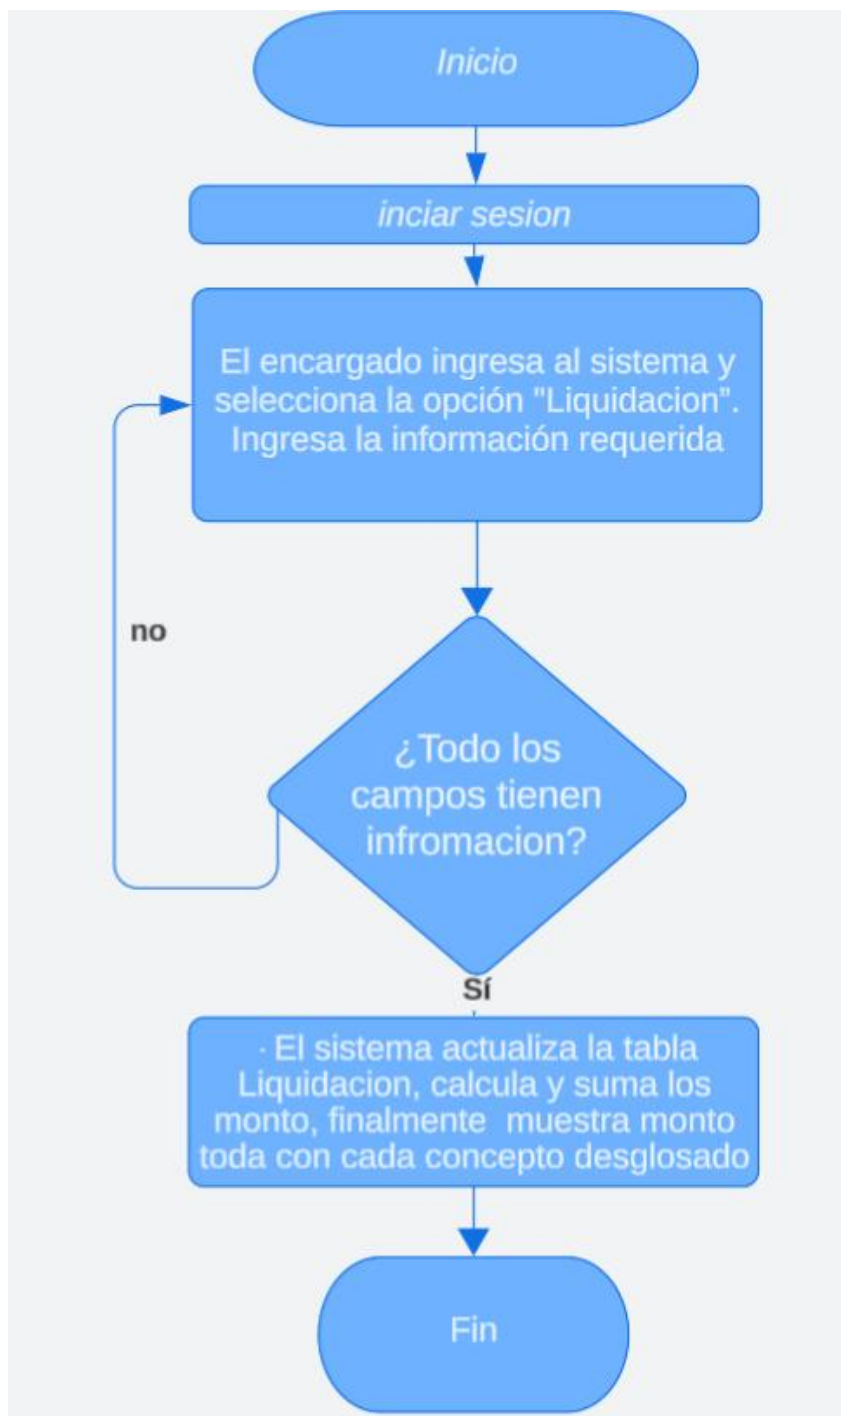 Inicio
inciar sesion
El encargado ingresa al sistema y
selecciona la opción "Liquidacion”.
Ingresa la información requerida
no
¿Todo los
campos tienen
infromacion?
Sí
· El sistema actualiza la tabla
Liquidacion, calcula y suma los
monto, finalmente muestra monto
toda con cada concepto desglosado
Fin